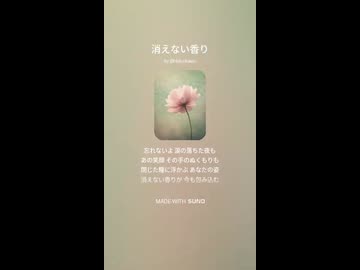 消えない香り
忘れないよ 涙の落ちた夜も
あの笑顔 その手のぬくもりも
閉じた瞳に浮かぶ あなたの姿
消えない香りが 今も包み込む
MADE WITH SUNO